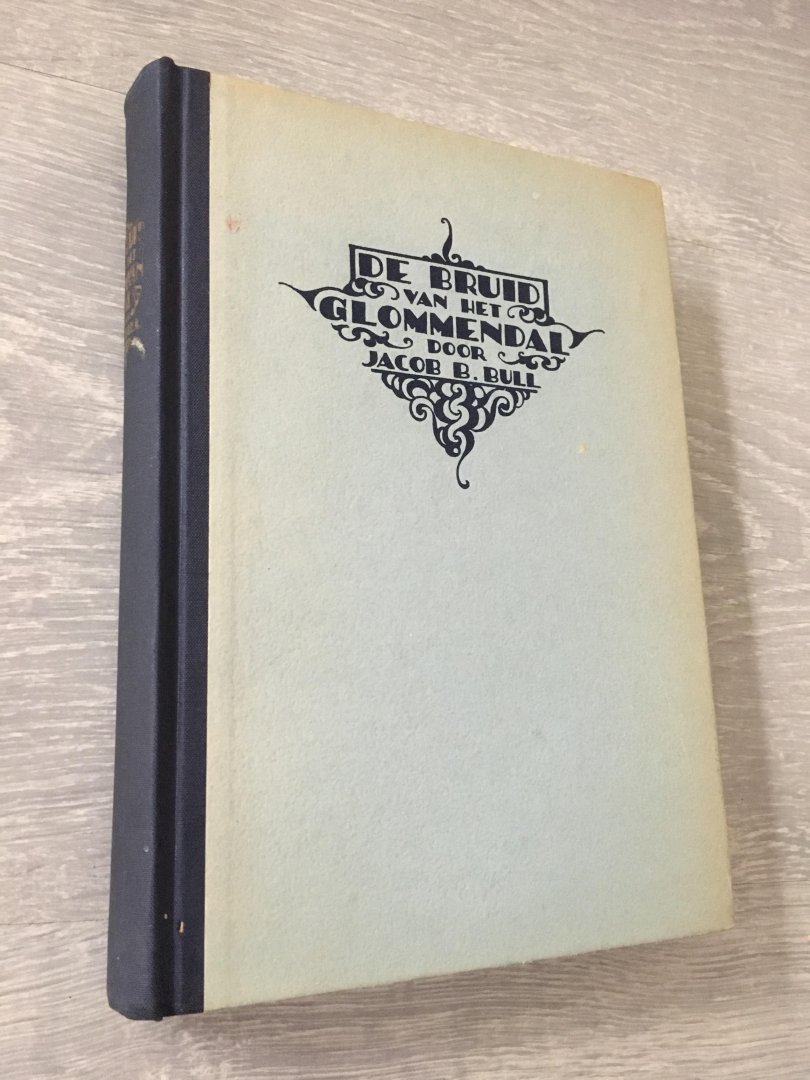 DE BRUID
VAN HET
GLOMMENDAL
DOOR
JACOB B. BULL